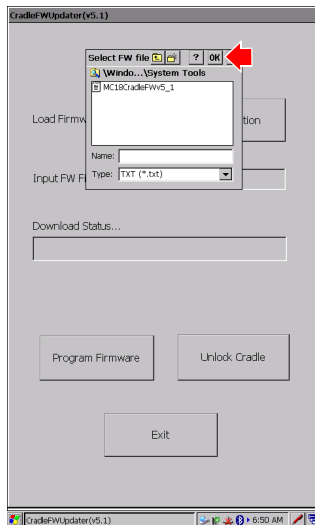 CradleFWUpdater(v5.1)
Select FW file ? OK
\Windo...\System Tools
MC18CradleFWv5_1
Load Firmw
tion
Name:
Type: TXT (*.txt)
Input FW Fi
Download Status...
Program Firmware
Unlock Cradle
Exit
CradleFWUpdater(v5.1) 6:50 AM